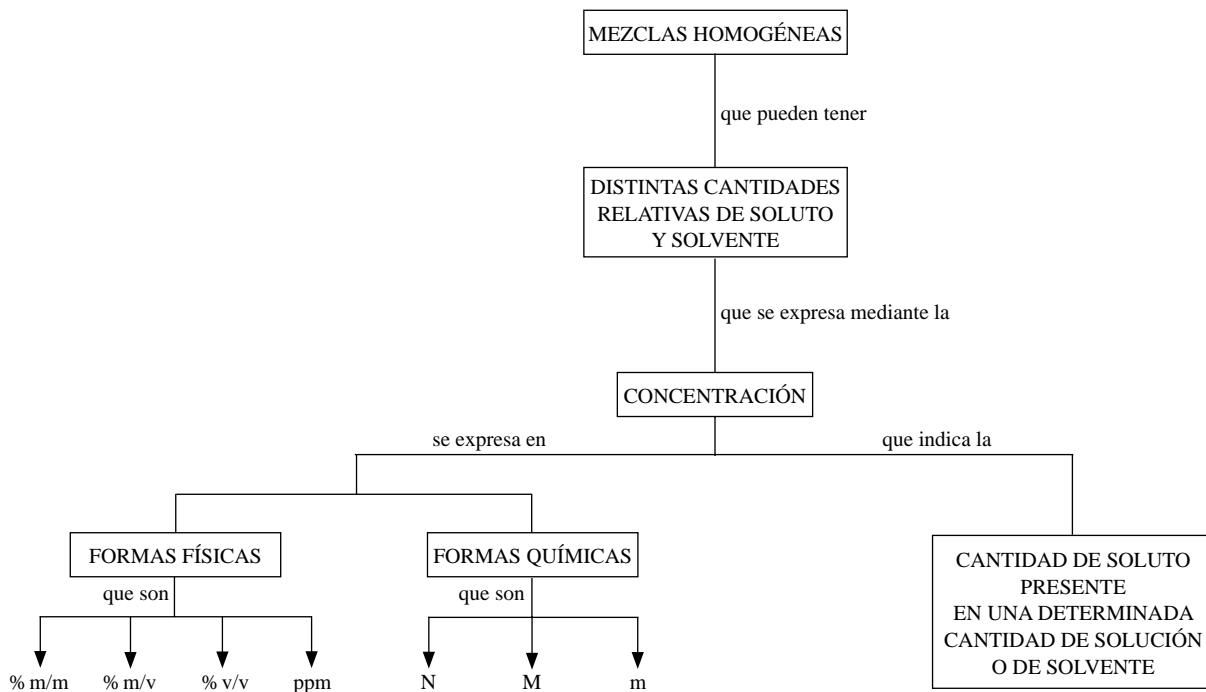 MEZCLAS HOMOGÉNEAS
que pueden tener
DISTINTAS CANTIDADES
RELATIVAS DE SOLUTO
Y SOLVENTE
que se expresa mediante la
CONCENTRACIÓN
se expresa en
que indica la
FORMAS FÍSICAS
que son
% m/m
% m/v
% v/v
ppm
FORMAS QUÍMICAS
que son
N
M
m
CANTIDAD DE SOLUTO
PRESENTE
EN UNA DETERMINADA
CANTIDAD DE SOLUCIÓN
O DE SOLVENTE